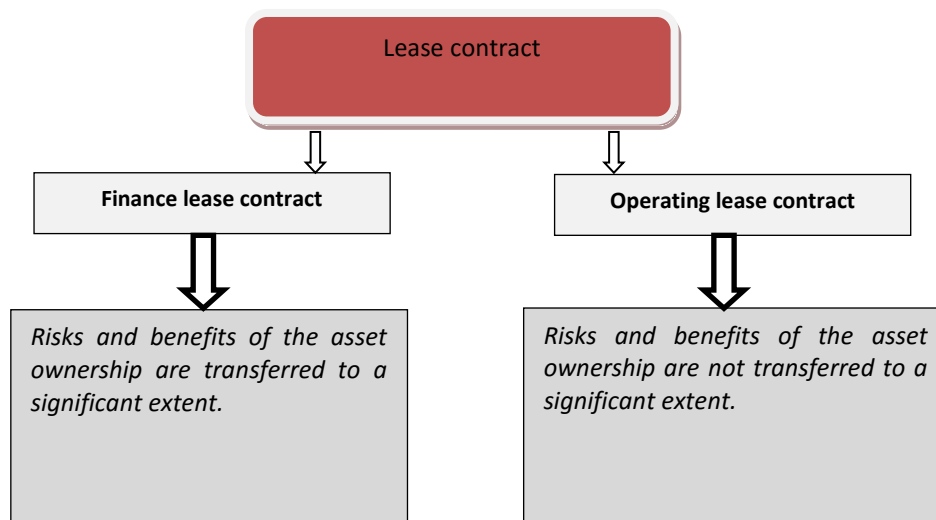 Lease contract
Finance lease contract
Operating lease contract
Risks and benefits of the asset
ownership are transferred to a
significant extent.
Risks and benefits of the asset
ownership are not transferred to a
significant extent.